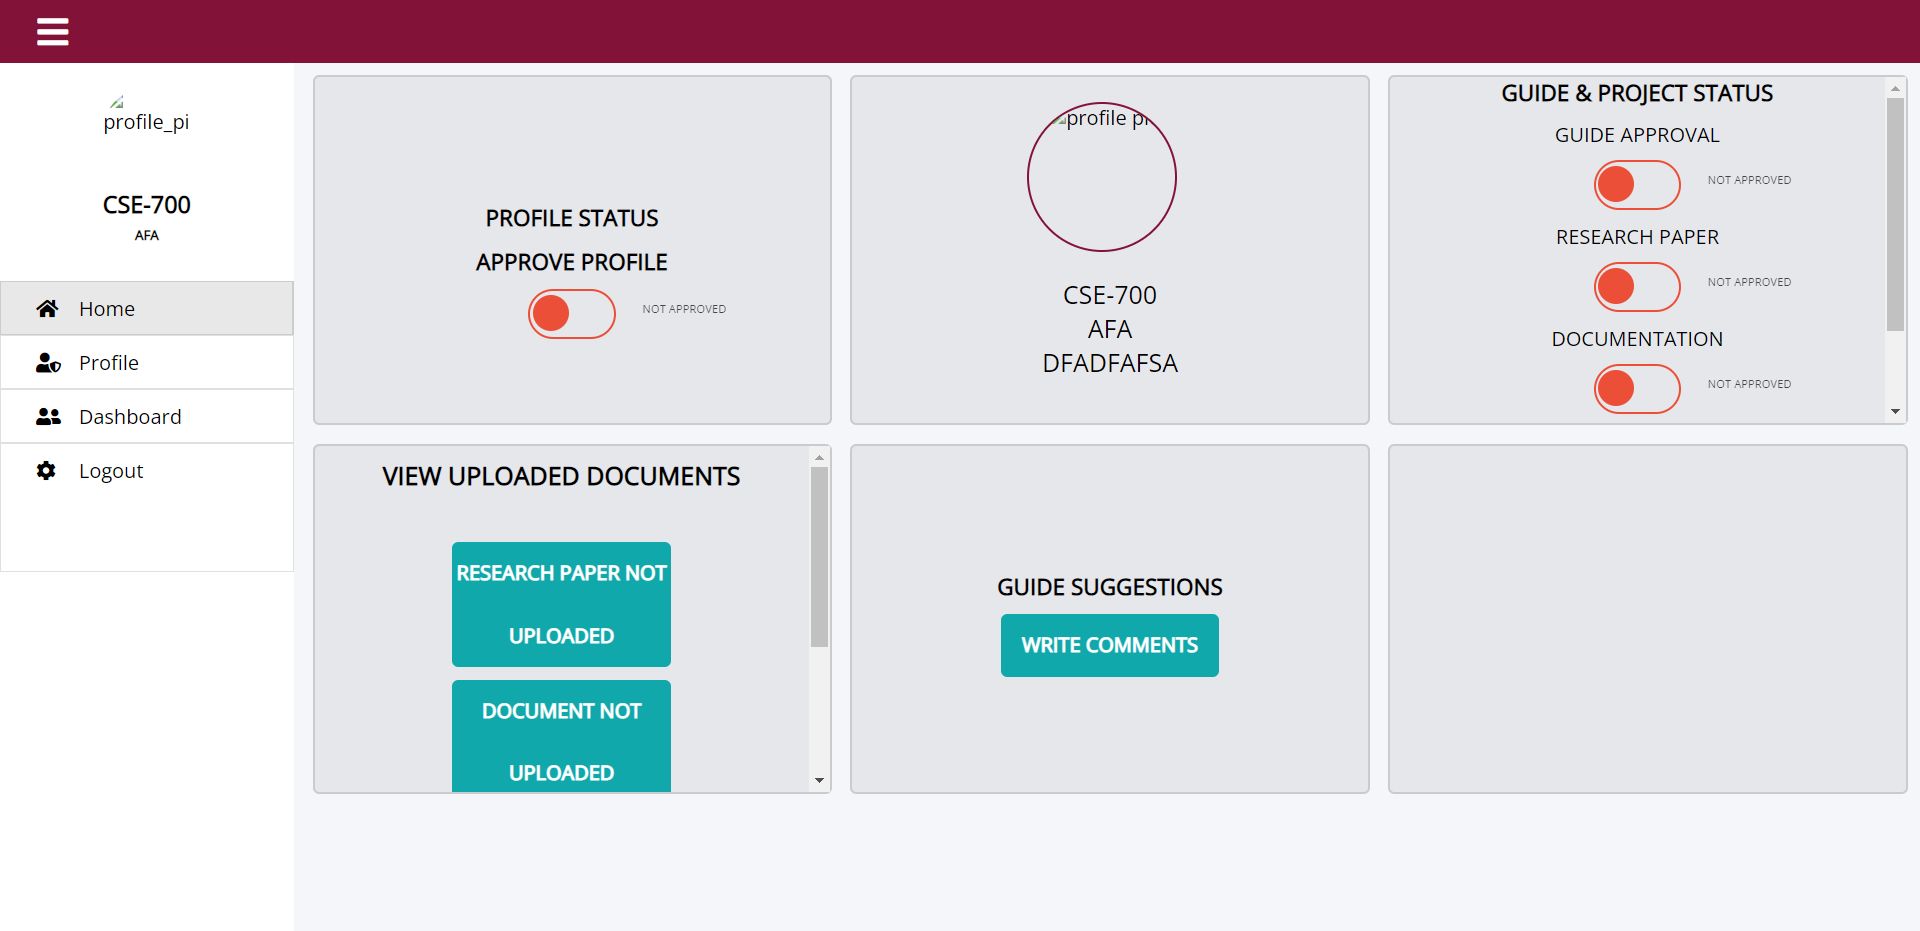 profile_pi
CSE-700
AFA
Home
Profile
Dashboard
Logout
PROFILE STATUS
APPROVE PROFILE
NOT APPROVED
profile pi
CSE-700
AFA
DFADFAFSA
GUIDE & PROJECT STATUS
GUIDE APPROVAL
NOT APPROVED
RESEARCH PAPER
NOT APPROVED
DOCUMENTATION
NOT APPROVED
VIEW UPLOADED DOCUMENTS
RESEARCH PAPER NOT
UPLOADED
DOCUMENT NOT
UPLOADED
GUIDE SUGGESTIONS
WRITE COMMENTS